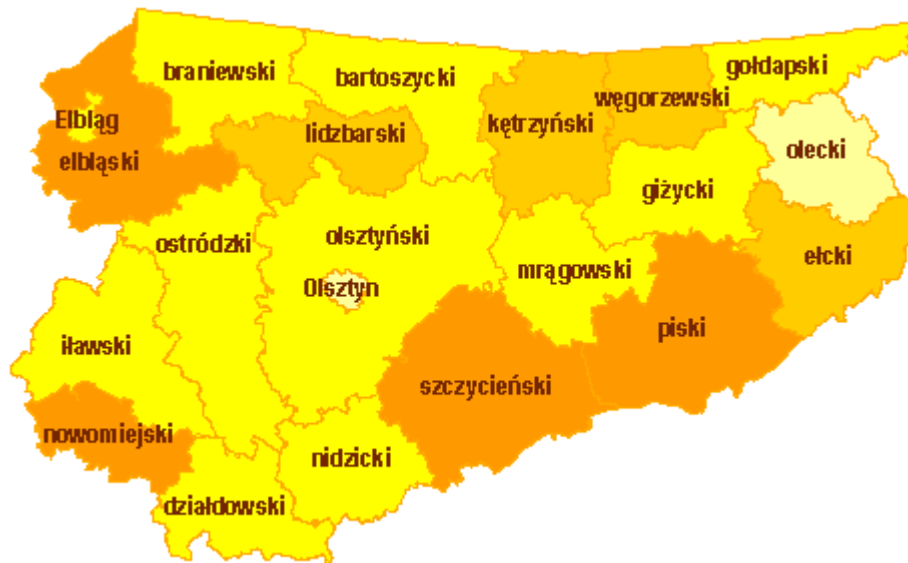 braniewski
bartoszycki
gołdapski
węgorzewski
kętrzyński
Elbląg
lidzbarski
olecki
elbląski
giżycki
ostródzki
olsztyński
ełcki
mrągowski
Olsztyn
piski
iławski
szczycieński
nowomiejski
nidzicki
działdowski